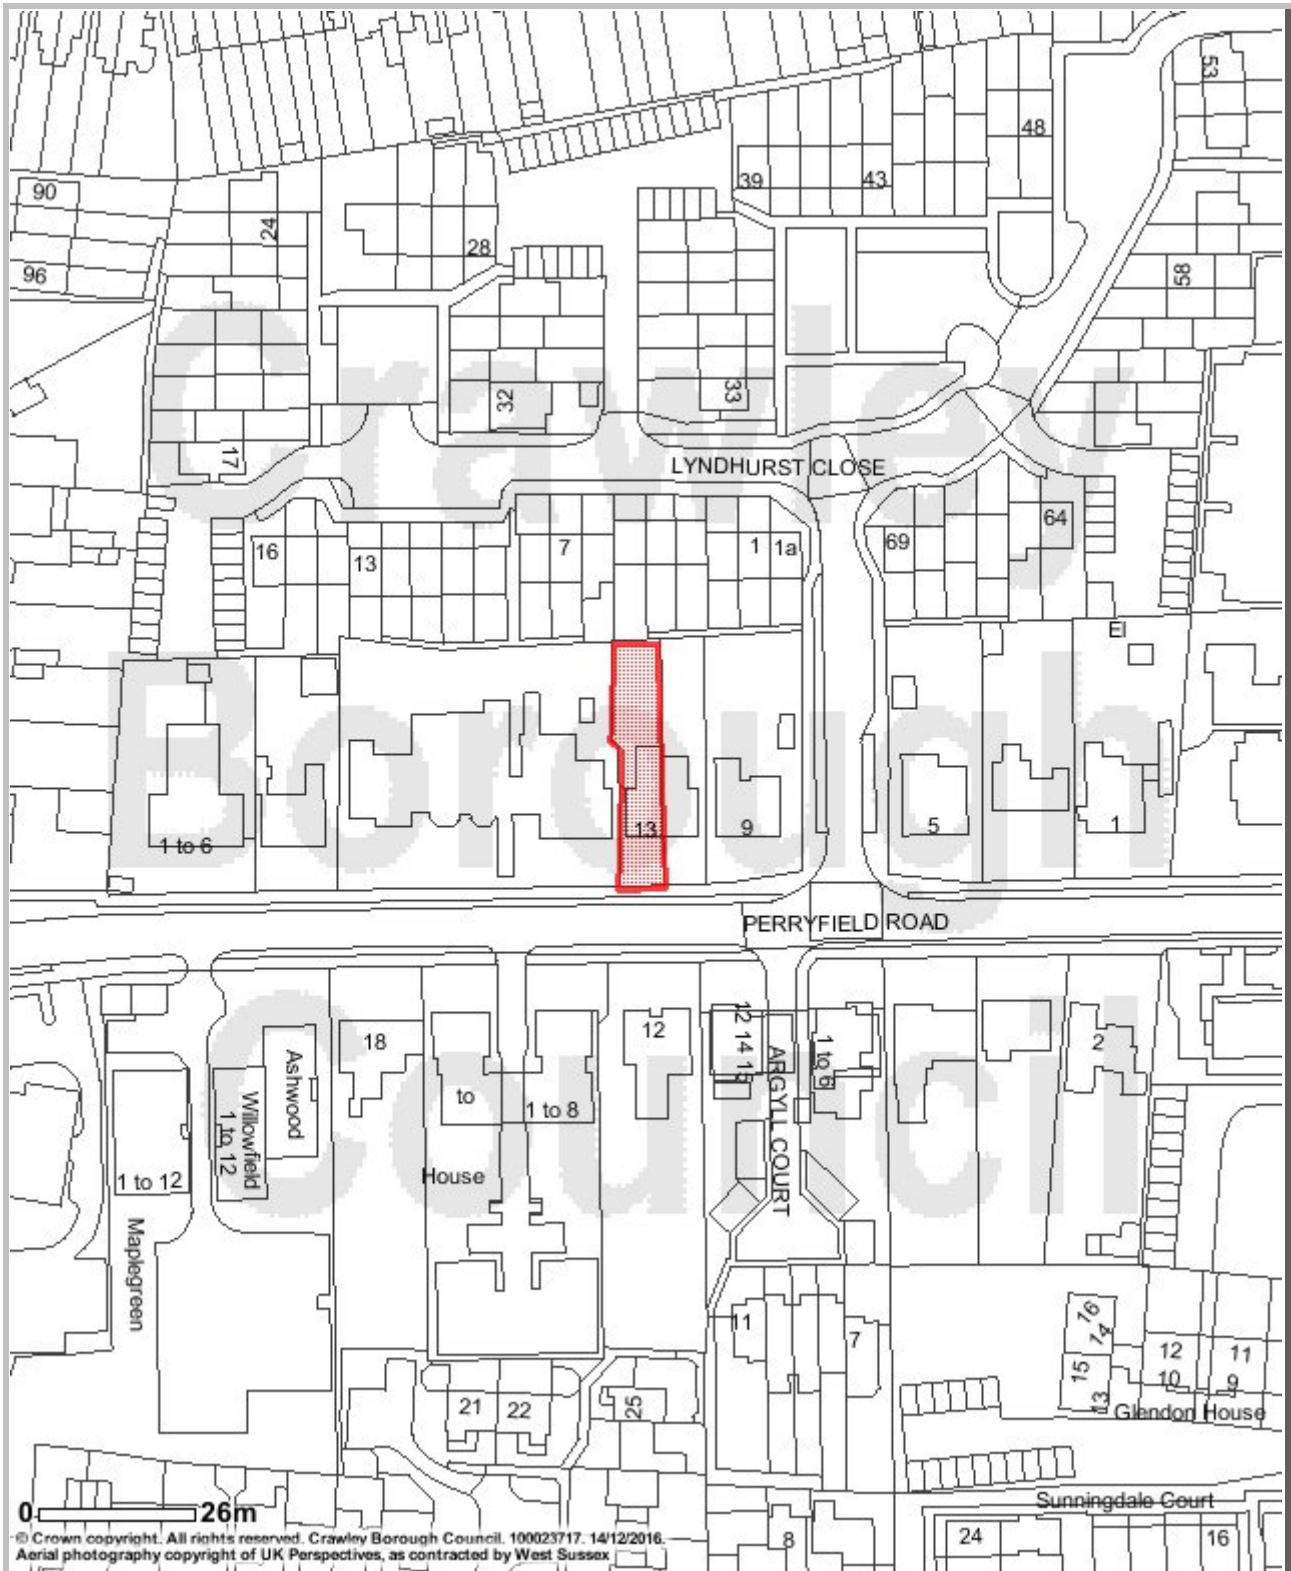 53
48
39
43
90
24
28
96
58
Crawley
32
33
17
LYNDHURST CLOSE
64
16
13
7
1
1a
69
El
Borough
13
9
5
1
1 to 6
PERRYFIELD ROAD
Council
18
12
12 14 15
ARGYLL COURT
1 to 6
2
Ashwood
Willowfield
1 to 12
to
1 to 8
1 to 12
House
Maplegreen
11
7
16
14
15
13
12
10
11
9
21
22
25
Glendon House
Sunningdale Court
0
26m
8
24
16
© Crown copyright. All rights reserved. Crawley Borough Council. 100023717. 14/12/2016.
Aerial photography copyright of UK Perspectives, as contracted by West Sussex